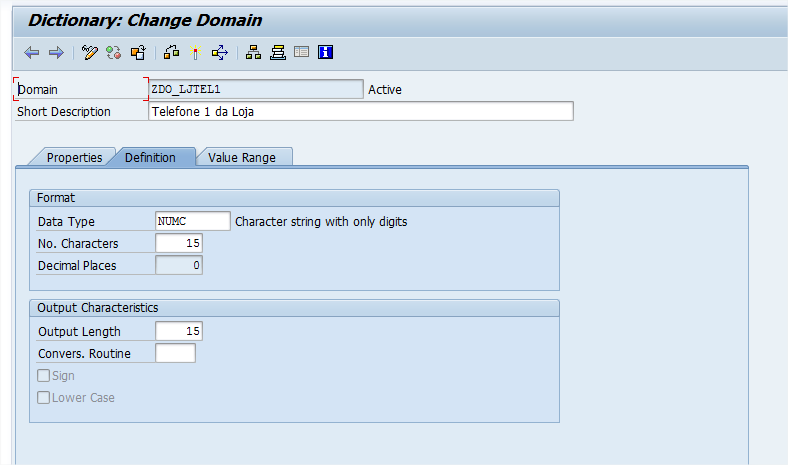 Dictionary: Change Domain
Domain ZDO_LJTEL1 Active
Short Description Telefone 1 da Loja
Properties Definition Value Range
Format
Data Type NUMC Character string with only digits
No. Characters 15
Decimal Places 0
Output Characteristics
Output Length 15
Convers. Routine
Sign
Lower Case